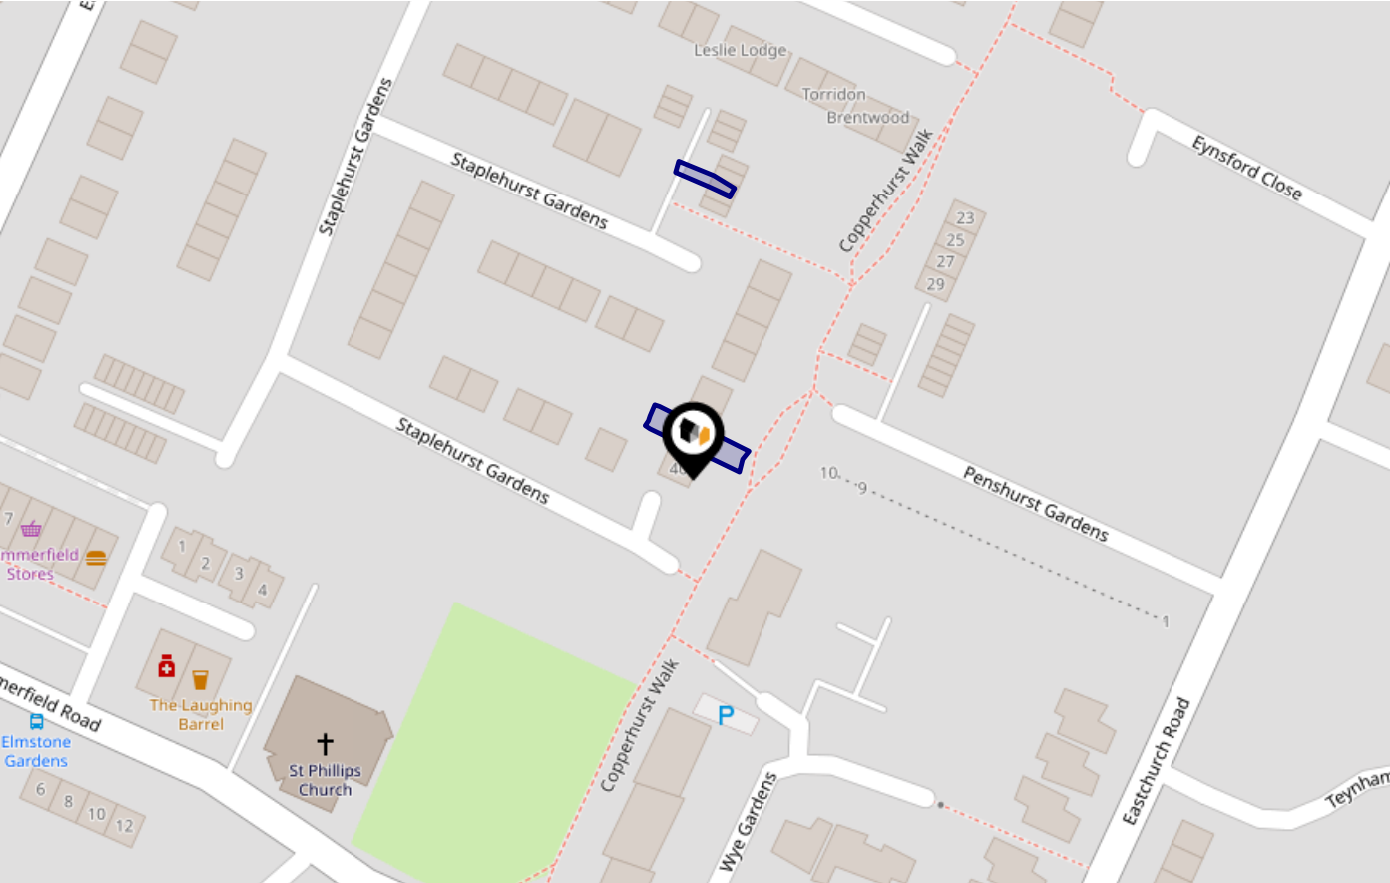 Leslie Lodge
Torridon
Brentwood
Copperhurst Walk
Eynsford Close
Staplehurst Gardens
Staplehurst Gardens
23
25
27
29
10
9
Penshurst Gardens
1
Staplehurst Gardens
7
mmerfield
Stores
1
2
3
4
The Laughing
Barrel
merfield Road
Elmstone
Gardens
6
8
10
12
St Phillips
Church
Copperhurst Walk
P
Wye Gardens
Eastchurch Road
Teynham